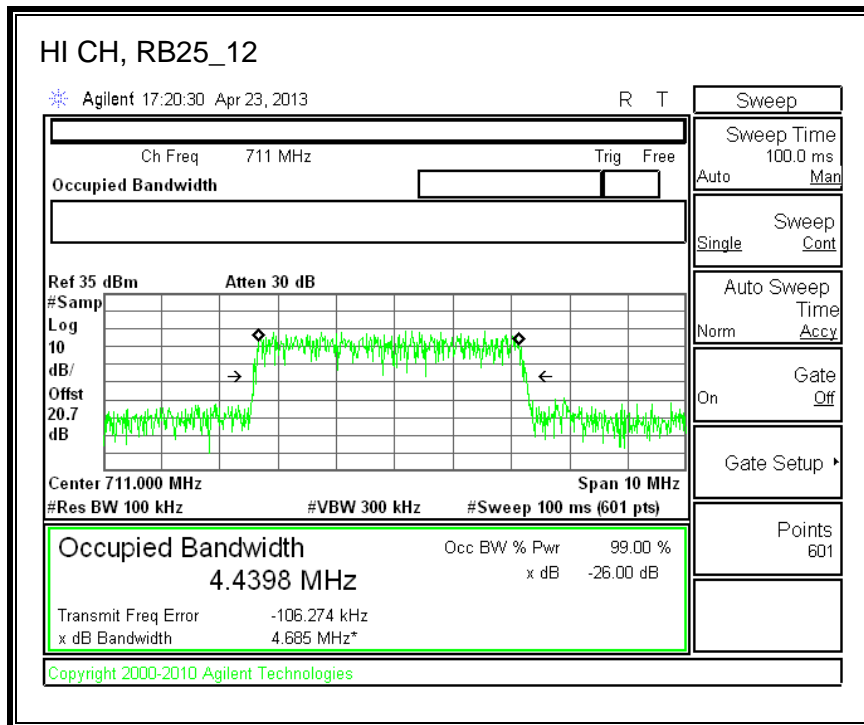 HI CH, RB25_12
Agilent 17:20:30 Apr 23, 2013 R T
Ch Freq 711 MHz Trig Free
Occupied Bandwidth
Ref 35 dBm Atten 30 dB
#Samp
Log
10
dB/
Offst
20.7
dB
Center 711.000 MHz Span 10 MHz
#Res BW 100 kHz #VBW 300 kHz #Sweep 100 ms (601 pts)
Occupied Bandwidth Occ BW % Pwr 99.00 %
4.4398 MHz x dB -26.00 dB
Transmit Freq Error -106.274 kHz
x dB Bandwidth 4.685 MHz*
Copyright 2000-2010 Agilent Technologies
Sweep
Sweep Time
100.0 ms
Auto Man
Sweep
Single Cont
Auto Sweep
Time
Norm Accy
Gate
On Off
Gate Setup
Points
601